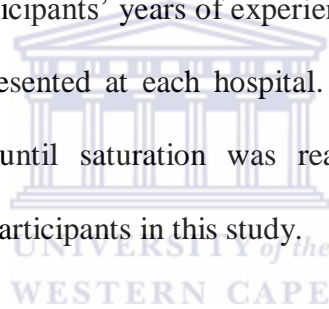 icipants’ years of experien
esented at each hospital.
until saturation was rea
articipants in this study.
UNIVERSITY of the
WESTERN CAPE